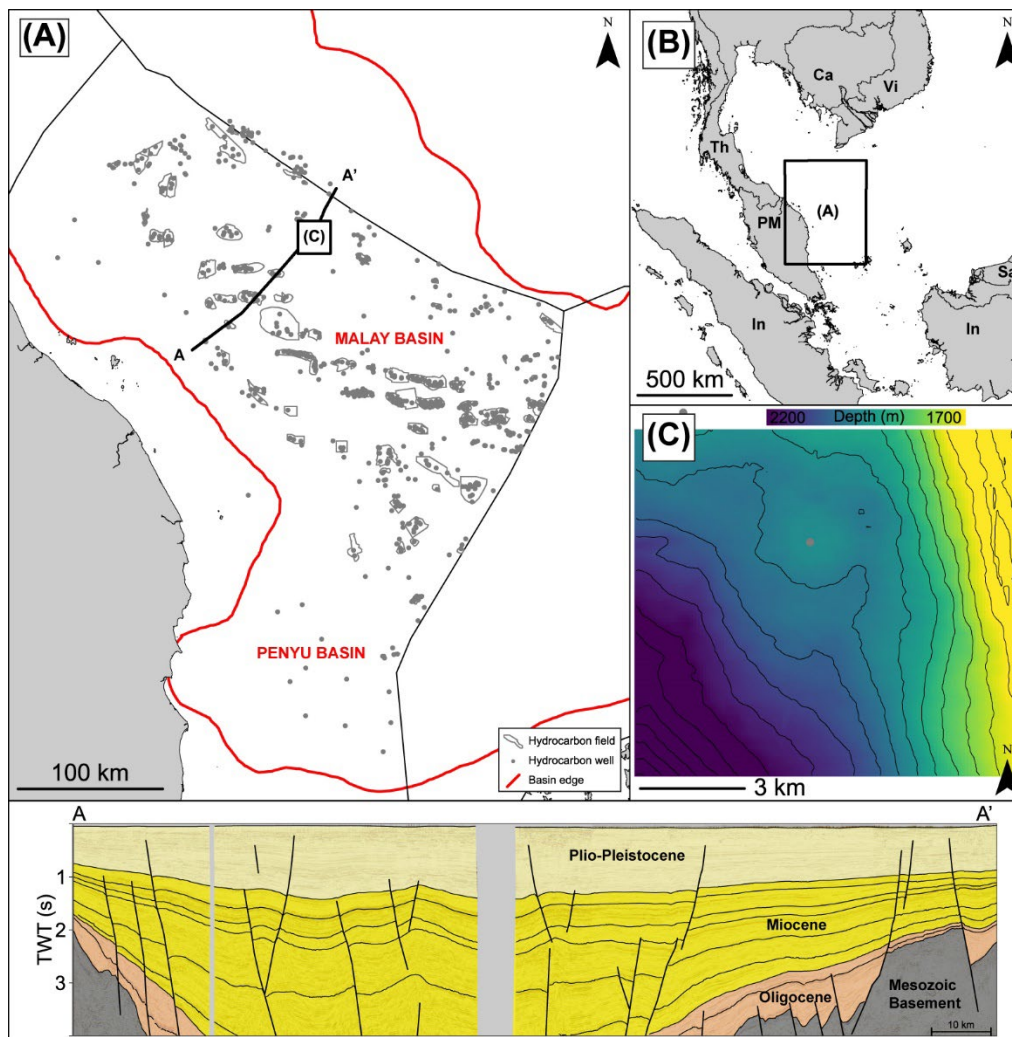 (A)
N
A'
(C)
A
MALAY BASIN
PENYU BASIN
100 km
Hydrocarbon field
Hydrocarbon well
Basin edge
(B)
N
Ca
Vi
Th
PM
(A)
Sa
In
In
500 km
(C)
2200 Depth (m) 1700
N
3 km
A
A'
Plio-Pleistocene
1
TWT (s)
Miocene
2
3
Oligocene
Mesozoic
Basement
10 km